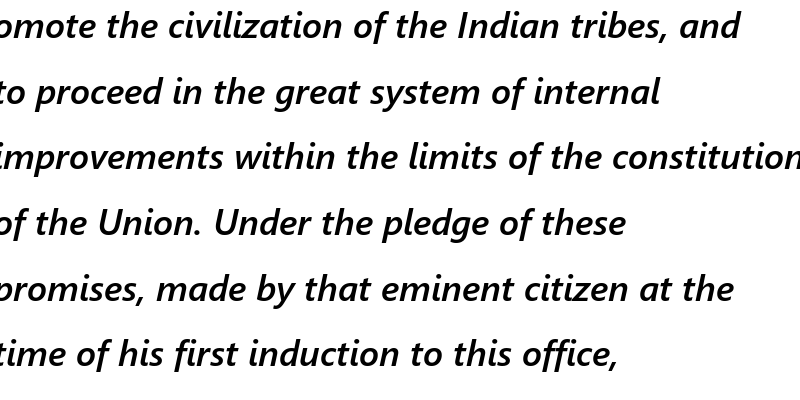 omote the civilization of the Indian tribes, and
to proceed in the great system of internal
improvements within the limits of the constitution
of the Union. Under the pledge of these
promises, made by that eminent citizen at the
time of his first induction to this office,